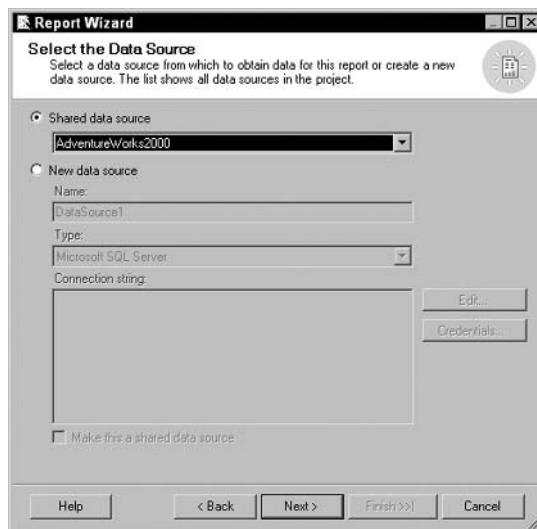 Report Wizard
Select the Data Source
Select a data source from which to obtain data for this report or create a new
data source. The list shows all data sources in the project.
Shared data source
AdventureWorks2000
New data source
Name:
DataSource1
Type:
Microsoft SQL Server
Connection string:
Edit...
Credentials...
Make this a shared data source
Help
< Back
Next >
Finish >>|
Cancel